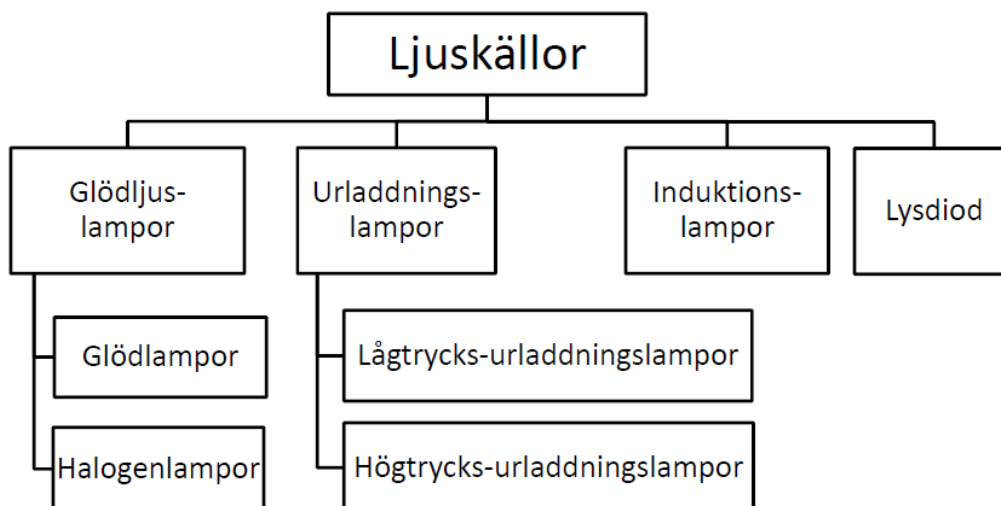 Ljuskällor
Glödljus-
lampor
Urladdnings-
lampor
Induktions-
lampor
Lysdiod
Glödlampor
Lågtrycks-urladdningslampor
Halogenlampor
Högtrycks-urladdningslampor